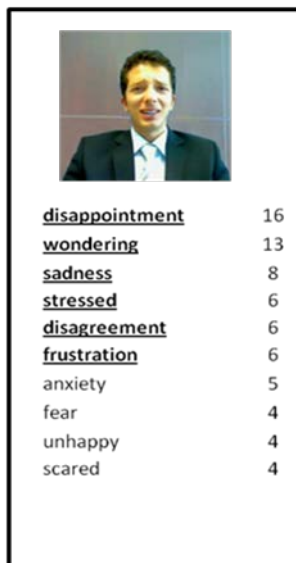 disappointment 16
wondering 13
sadness 8
stressed 6
disagreement 6
frustration 6
anxiety 5
fear 4
unhappy 4
scared 4